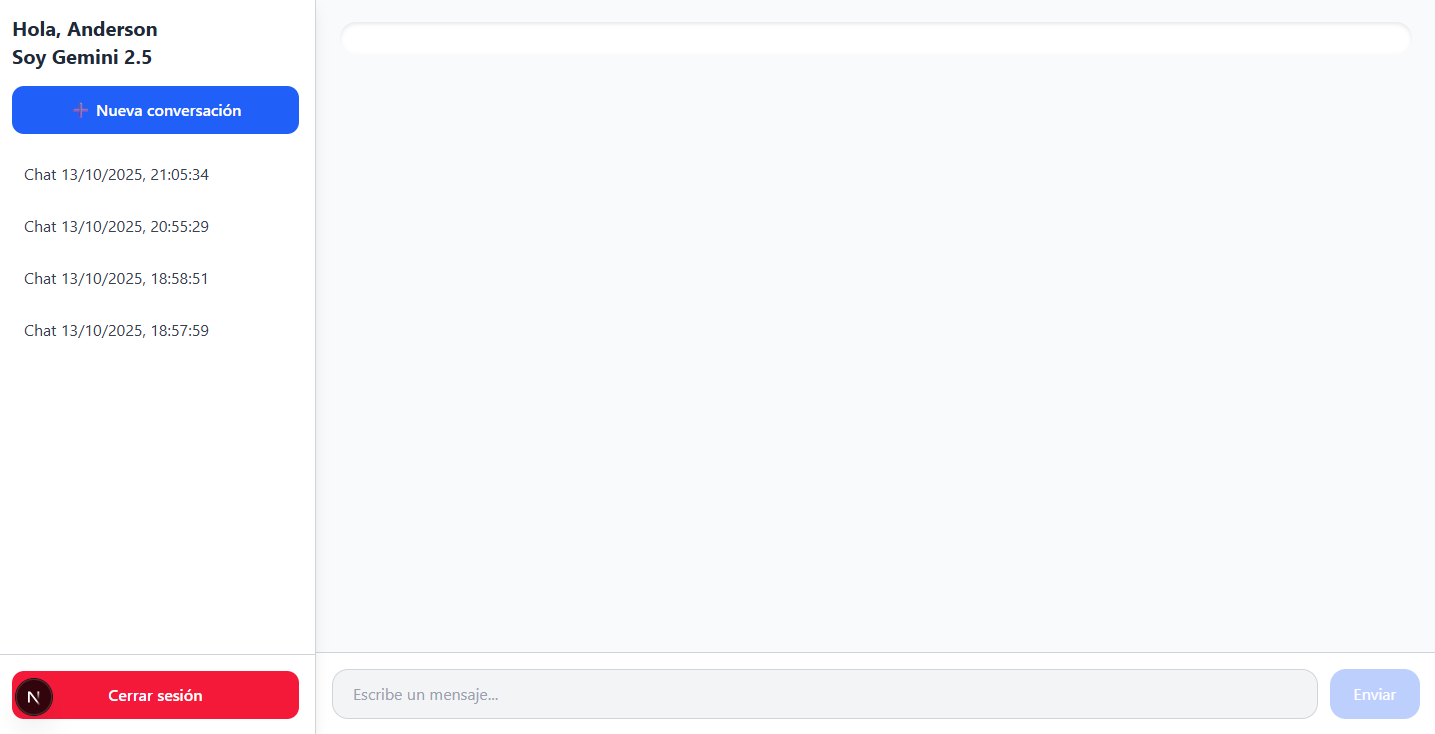 Hola, Anderson
Soy Gemini 2.5
Nueva conversación
Chat 13/10/2025, 21:05:34
Chat 13/10/2025, 20:55:29
Chat 13/10/2025, 18:58:51
Chat 13/10/2025, 18:57:59
N
Cerrar sesión
Escribe un mensaje...
Enviar